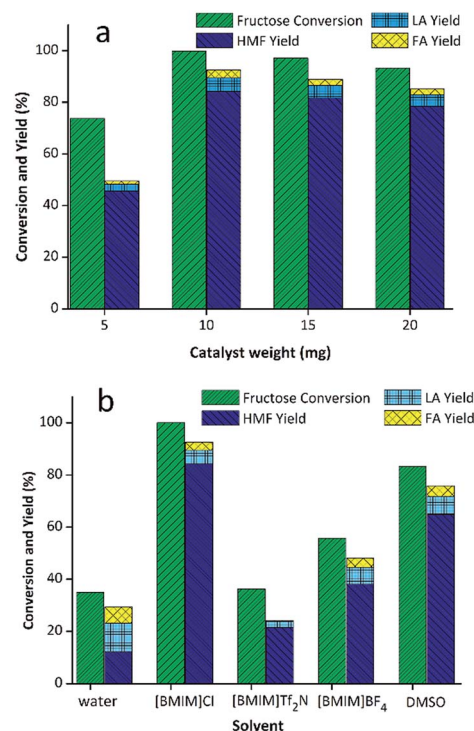 a
Fructose Conversion
LA Yield
HMF Yield
FA Yield
100
80
60
40
20
0
Conversion and Yield (%)
5
10
15
20
Catalyst weight (mg)
b
Fructose Conversion
LA Yield
HMF Yield
FA Yield
100
80
60
40
20
0
Conversion and Yield (%)
water
[BMIM]Cl
[BMIM]Tf₂N
[BMIM]BF₄
DMSO
Solvent